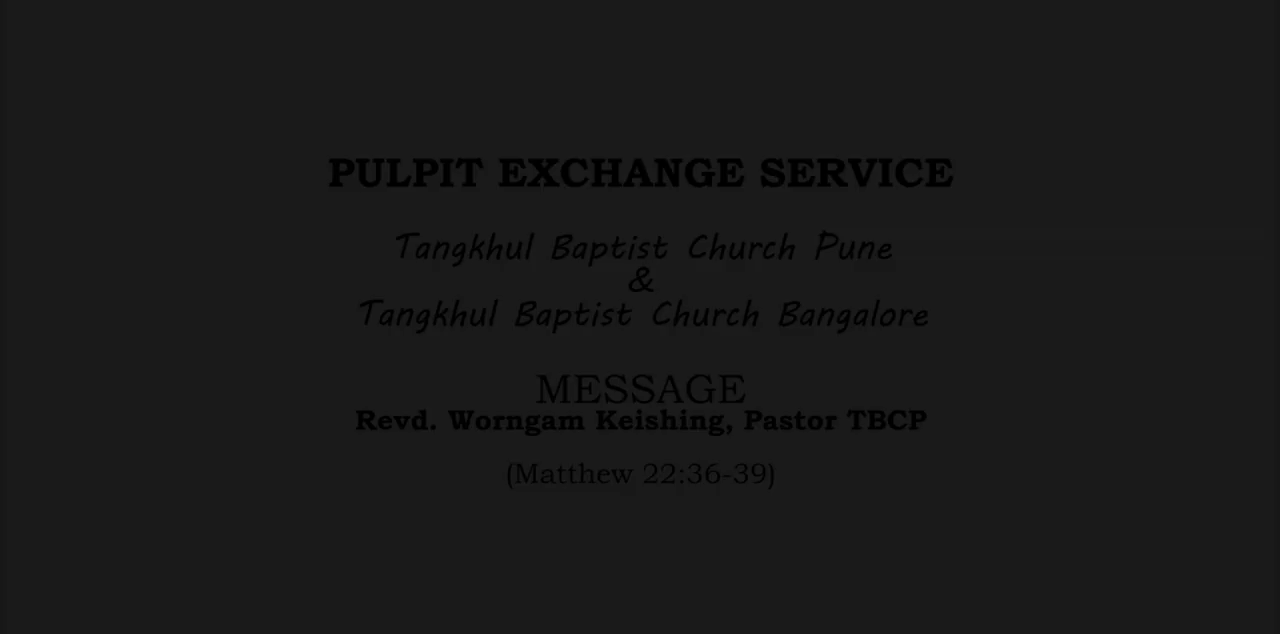 PULPIT EXCHANGE SERVICE
Tangkhul Baptist Church Pune
&
Tangkhul Baptist Church Bangalore
MESSAGE
Revd. Worngam Keishing, Pastor TBCP
(Matthew 22:36-39)